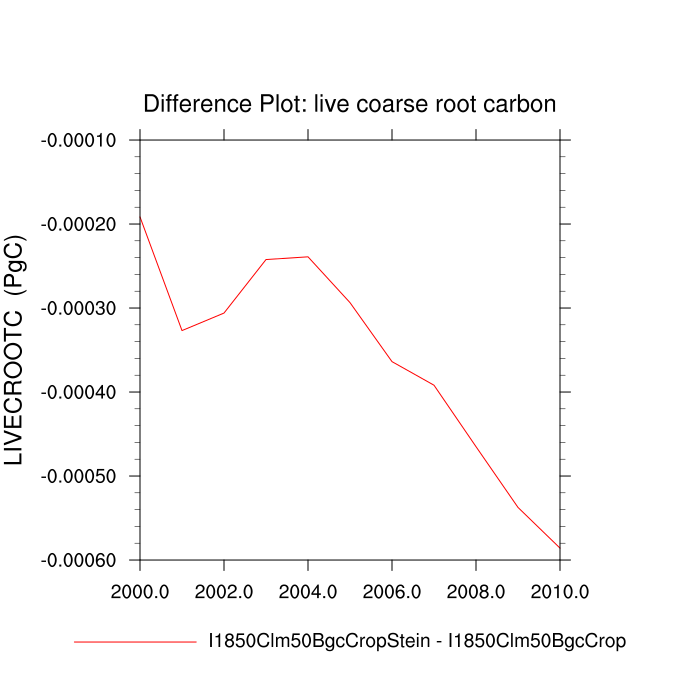 Difference Plot: live coarse root carbon
LIVECROOTC (PgC)
-0.00010
-0.00020
-0.00030
-0.00040
-0.00050
-0.00060
2000.0 2002.0 2004.0 2006.0 2008.0 2010.0
I1850Clm50BgcCropStein - I1850Clm50BgcCrop